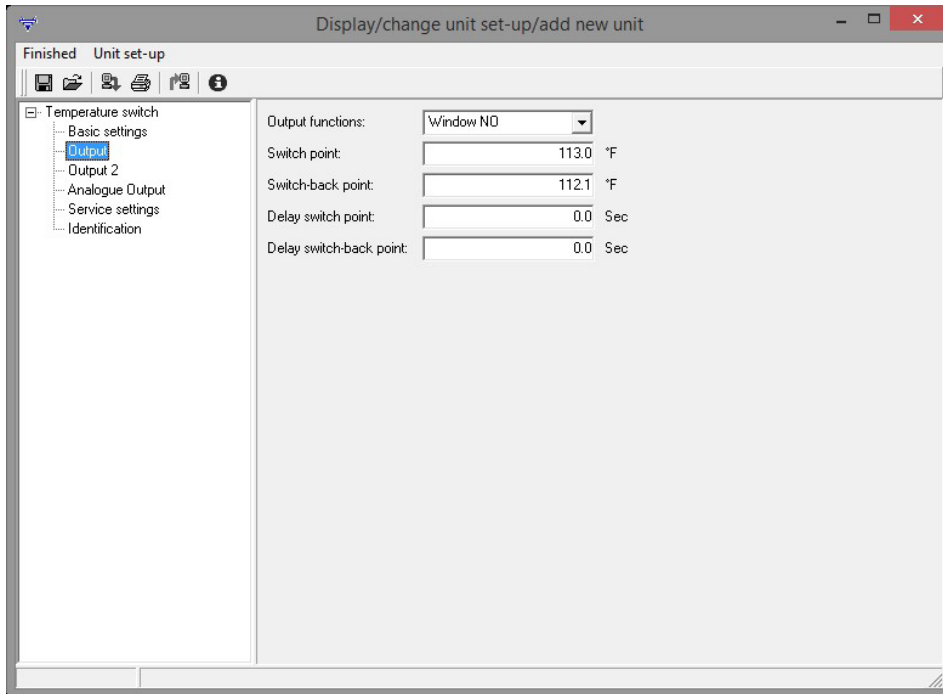 Display/change unit set-up/add new unit
Finished Unit set-up
Temperature switch
Basic settings
Output
Output 2
Analogue Output
Service settings
Identification
Output functions: Window NO
Switch point: 113.0 °F
Switch-back point: 112.1 °F
Delay switch point: 0.0 Sec
Delay switch-back point: 0.0 Sec